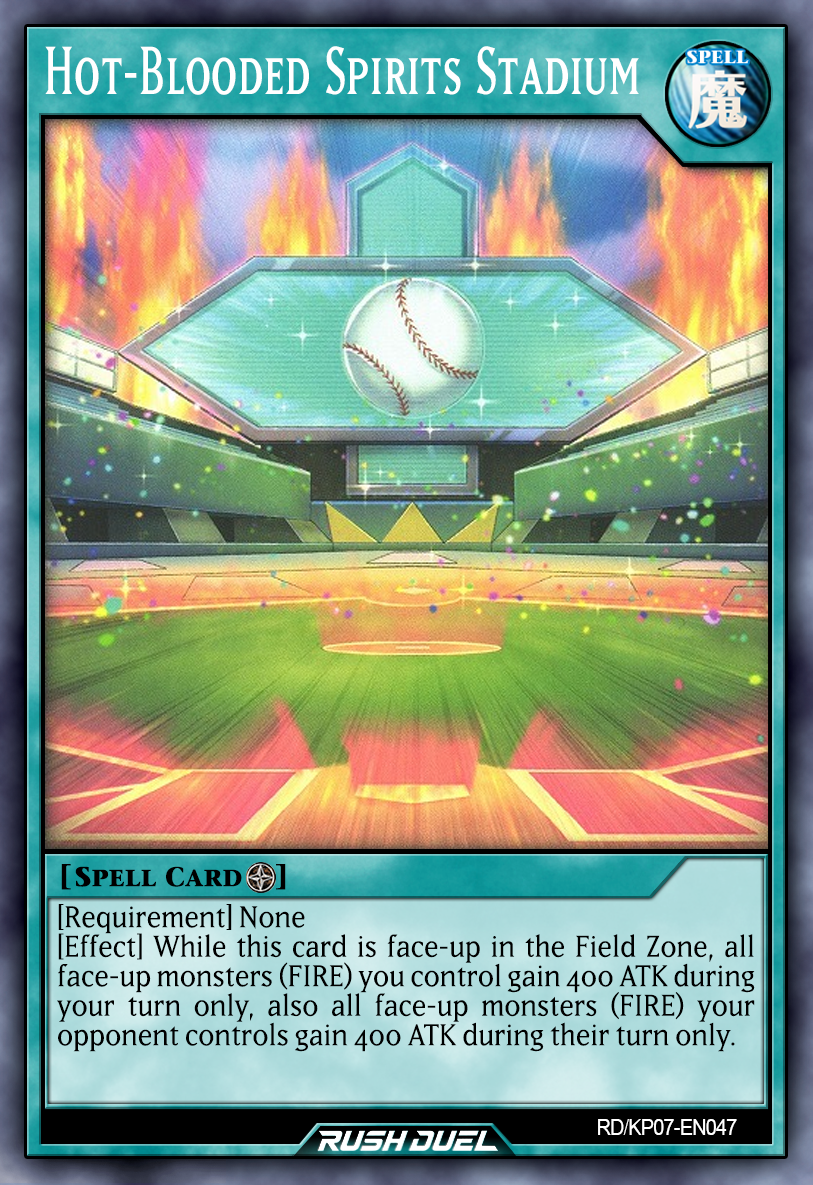 Hot-Blooded Spirits Stadium
SPELL
魔
[Spell Card]
[Requirement] None
[Effect] While this card is face-up in the Field Zone, all
face-up monsters (FIRE) you control gain 400 ATK during
your turn only, also all face-up monsters (FIRE) your
opponent controls gain 400 ATK during their turn only.
RD/KP07-EN047
RUSH DUEL